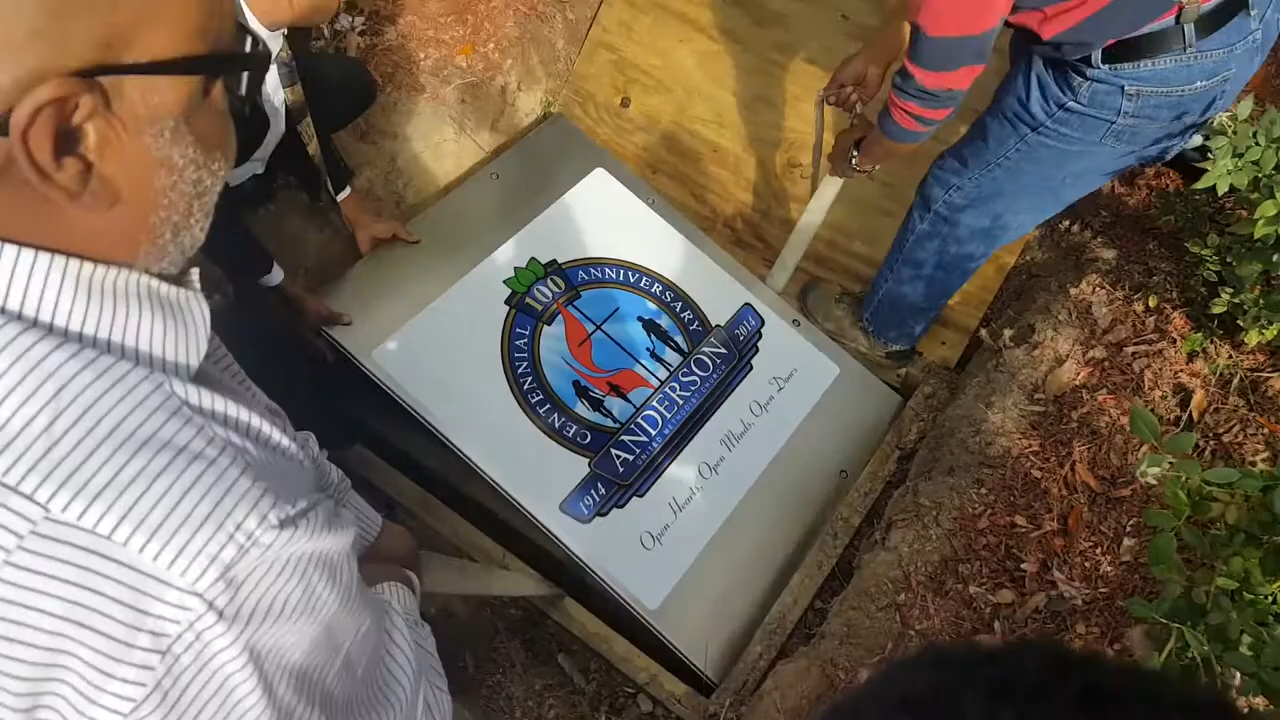 CENTENNIAL 100 ANNIVERSARY
1914 ANDERSON 2014
UNITED METHODIST CHURCH
Open Hearts, Open Minds, Open Doors